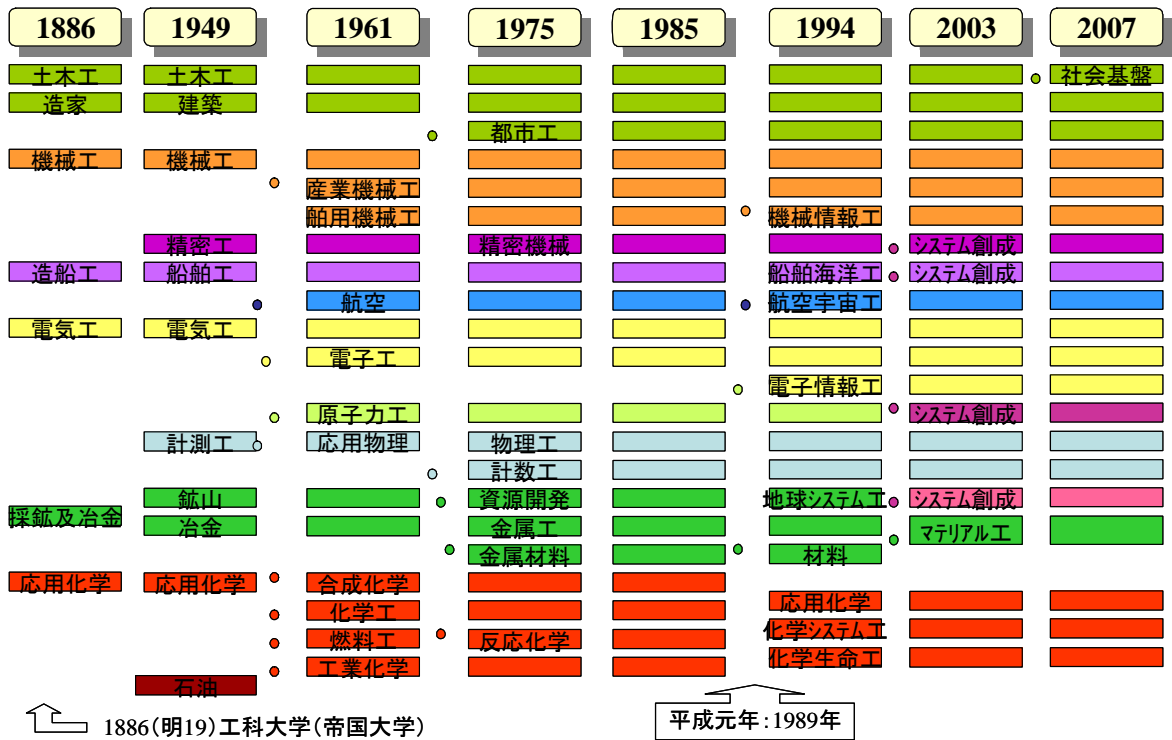 1886 1949 1961 1975 1985 1994 2003 2007
土木工 土木工 社会基盤
造家 建築
都市工
機械工 機械工
産業機械工
舶用機械工 機械情報工
精密工 精密機械 システム創成
造船工 船舶工 船舶海洋工 システム創成
航空 航空宇宙工
電気工 電気工
電子工
電子情報工
原子力工 システム創成
計測工 応用物理 物理工
計数工
鉱山 資源開発 地球システム工 システム創成
採鉱及冶金
冶金 金属工 マテリアル工
金属材料 材料
応用化学 応用化学 合成化学
化学工 応用化学
燃料工 反応化学 化学システム工
工業化学 化学生命工
石油
1886(明19)工科大学(帝国大学)
平成元年:1989年